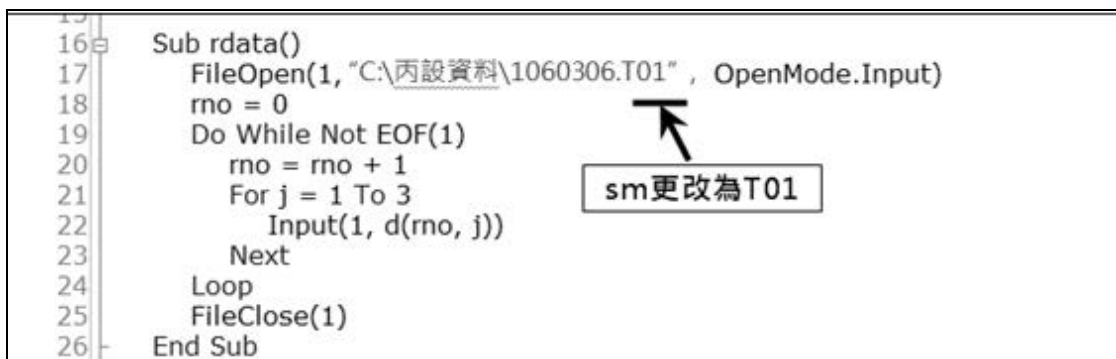 16 Sub rdata()
17 FileOpen(1, "C:\丙設資料\1060306.T01" , OpenMode.Input)
18 rno = 0
19 Do While Not EOF(1)
20 rno = rno + 1
21 For j = 1 To 3
sm更改為T01
22 Input(1, d(rno, j))
23 Next
24 Loop
25 FileClose(1)
26 End Sub